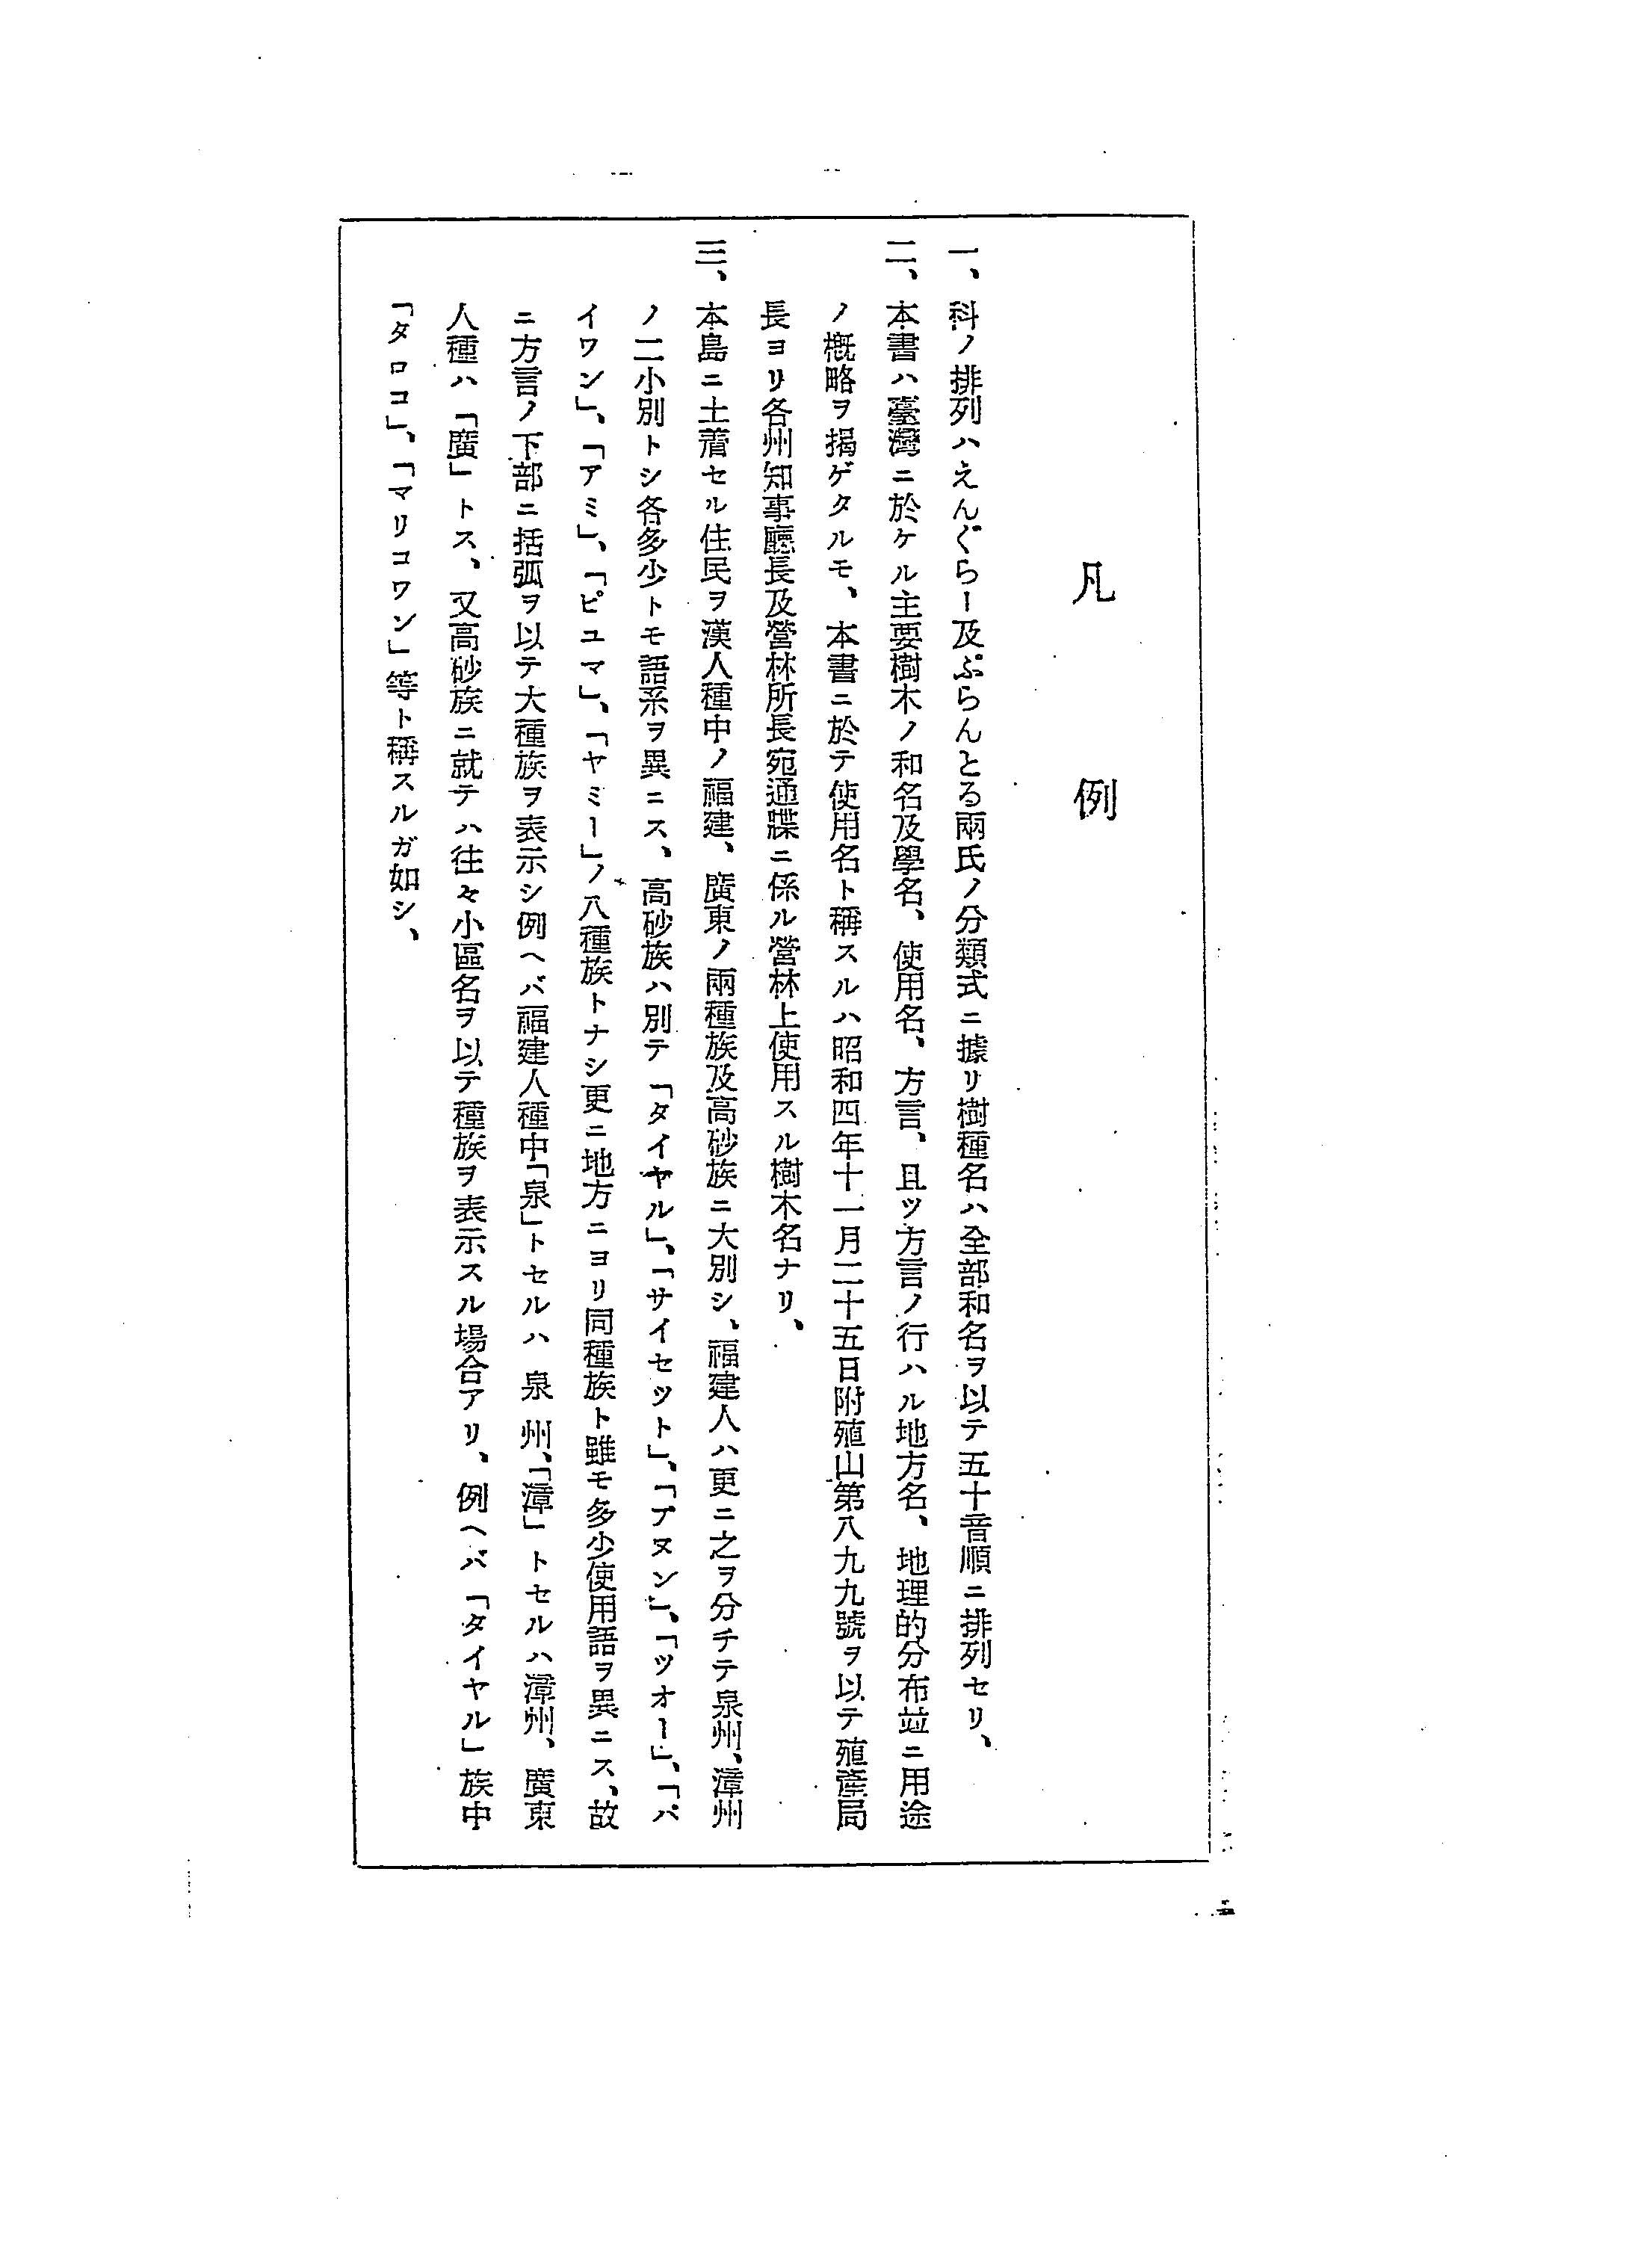 凡例
一、科ノ排列ハえんぐらー及ぷらんとる兩氏ノ分類式ニ據リ樹種名ハ全部和名ヲ以テ五十音順ニ排列セリ、
二、本書ハ臺灣ニ於ケル主要樹木ノ和名及學名、使用名、方言、且ツ方言ノ行ハル地方名、地理的分布竝ニ用途
ノ槪略ヲ揭ゲタルモ、本書ニ於テ使用名ト稱スルハ昭和四年十一月二十五日附殖山第八九九號ヲ以テ殖產局
長ヨリ各州知事廳長及營林所長宛通牒ニ係ル營林上使用スル樹木名ナリ、
三、本島ニ土着セル住民ヲ漢人種中ノ福建、廣東ノ兩種族及高砂族ニ大別シ、福建人ハ更ニ之ヲ分チテ泉州、漳州
ノ二小別トシ各多少トモ語系ヲ異ニス、高砂族ハ別テ「タイヤル」、「サイセツト」、「ブヌン」、「ツオー」、「パ
イワン」、「アミ」、「ピユマ」、「ヤミー」ノ八種族トナシ更ニ地方ニヨリ同種族ト雖モ多少使用語ヲ異ニス、故
ニ方言ノ下部ニ括弧ヲ以テ大種族ヲ表示シ例ヘバ福建人種中「泉」トセルハ泉州、「漳」トセルハ漳州、廣東
人種ハ「廣」トス、又高砂族ニ就テハ往々小區名ヲ以テ種族ヲ表示スル場合アリ、例ヘバ「タイヤル」族中
「タロコ」、「マリコワン」等ト稱スルガ如シ、